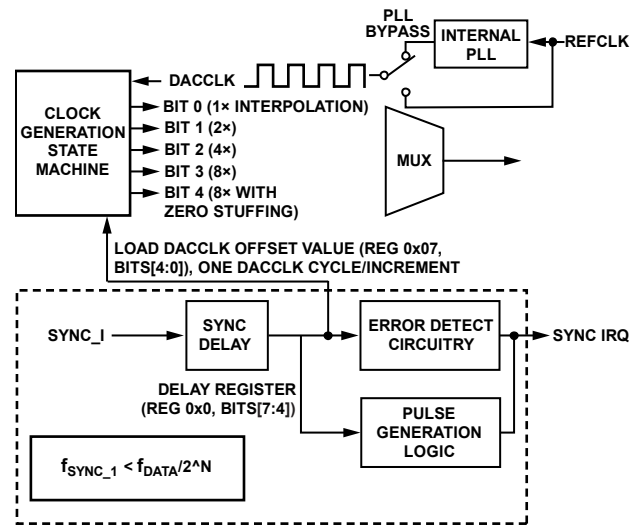 PLL
BYPASS
INTERNAL
PLL
REFCLK
DACCLK
CLOCK
GENERATION
STATE
MACHINE
BIT 0 (1× INTERPOLATION)
BIT 1 (2×)
BIT 2 (4×)
BIT 3 (8×)
BIT 4 (8× WITH
ZERO STUFFING)
MUX
LOAD DACCLK OFFSET VALUE (REG 0x07,
BITS[4:0]), ONE DACCLK CYCLE/INCREMENT
SYNC_I
SYNC
DELAY
ERROR DETECT
CIRCUITRY
SYNC IRQ
DELAY REGISTER
(REG 0x0, BITS[7:4])
PULSE
GENERATION
LOGIC
fSYNC_1 < fDATA/2^N